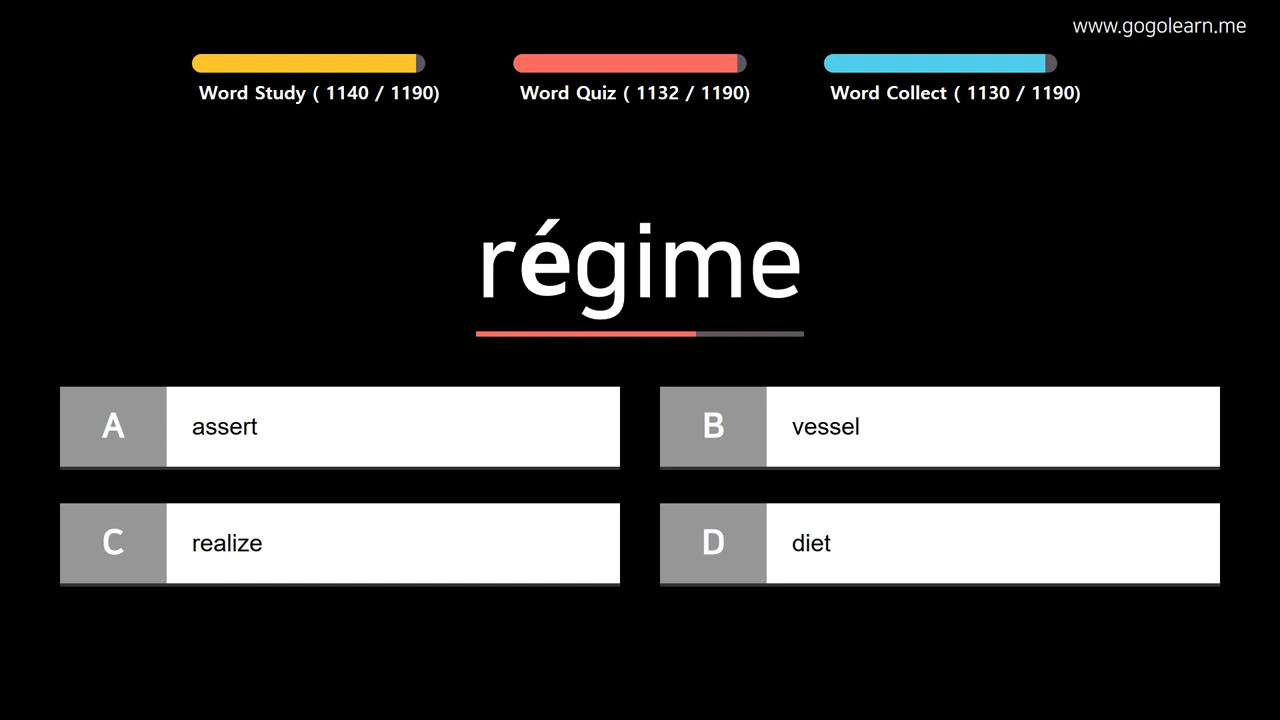 www.gogolearn.me
Word Study ( 1140 / 1190)
Word Quiz ( 1132 / 1190)
Word Collect ( 1130 / 1190)
régime
A assert
B vessel
C realize
D diet